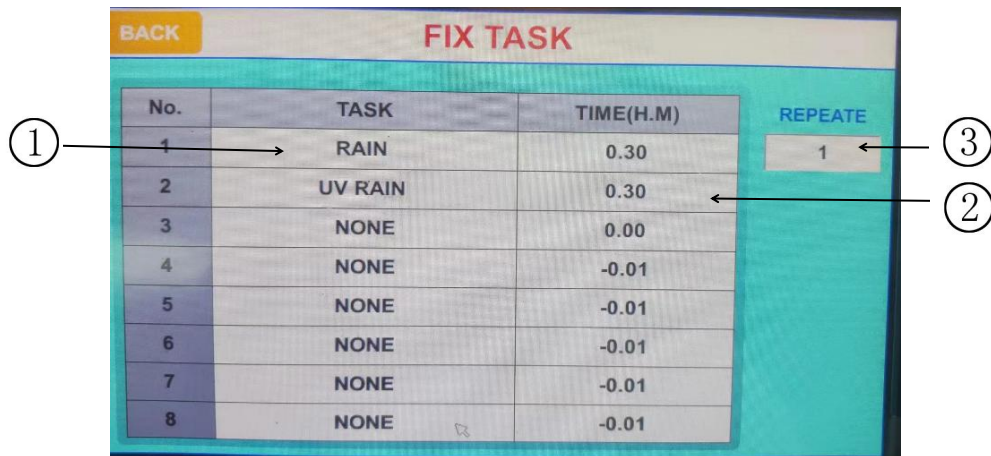 BACK FIX TASK
No. TASK TIME(H.M) REPEATE
① 1 RAIN 0.30 1 ③
2 UV RAIN 0.30 ②
3 NONE 0.00
4 NONE -0.01
5 NONE -0.01
6 NONE -0.01
7 NONE -0.01
8 NONE -0.01